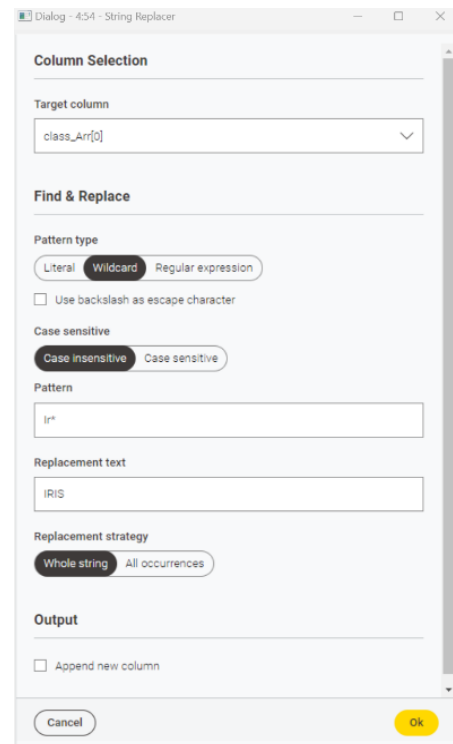 Dialog - 4:54 - String Replacer
Column Selection
Target column
class_Arr[0]
Find & Replace
Pattern type
Literal Wildcard Regular expression
Use backslash as escape character
Case sensitive
Case insensitive Case sensitive
Pattern
Ir*
Replacement text
IRIS
Replacement strategy
Whole string All occurrences
Output
Append new column
Cancel Ok